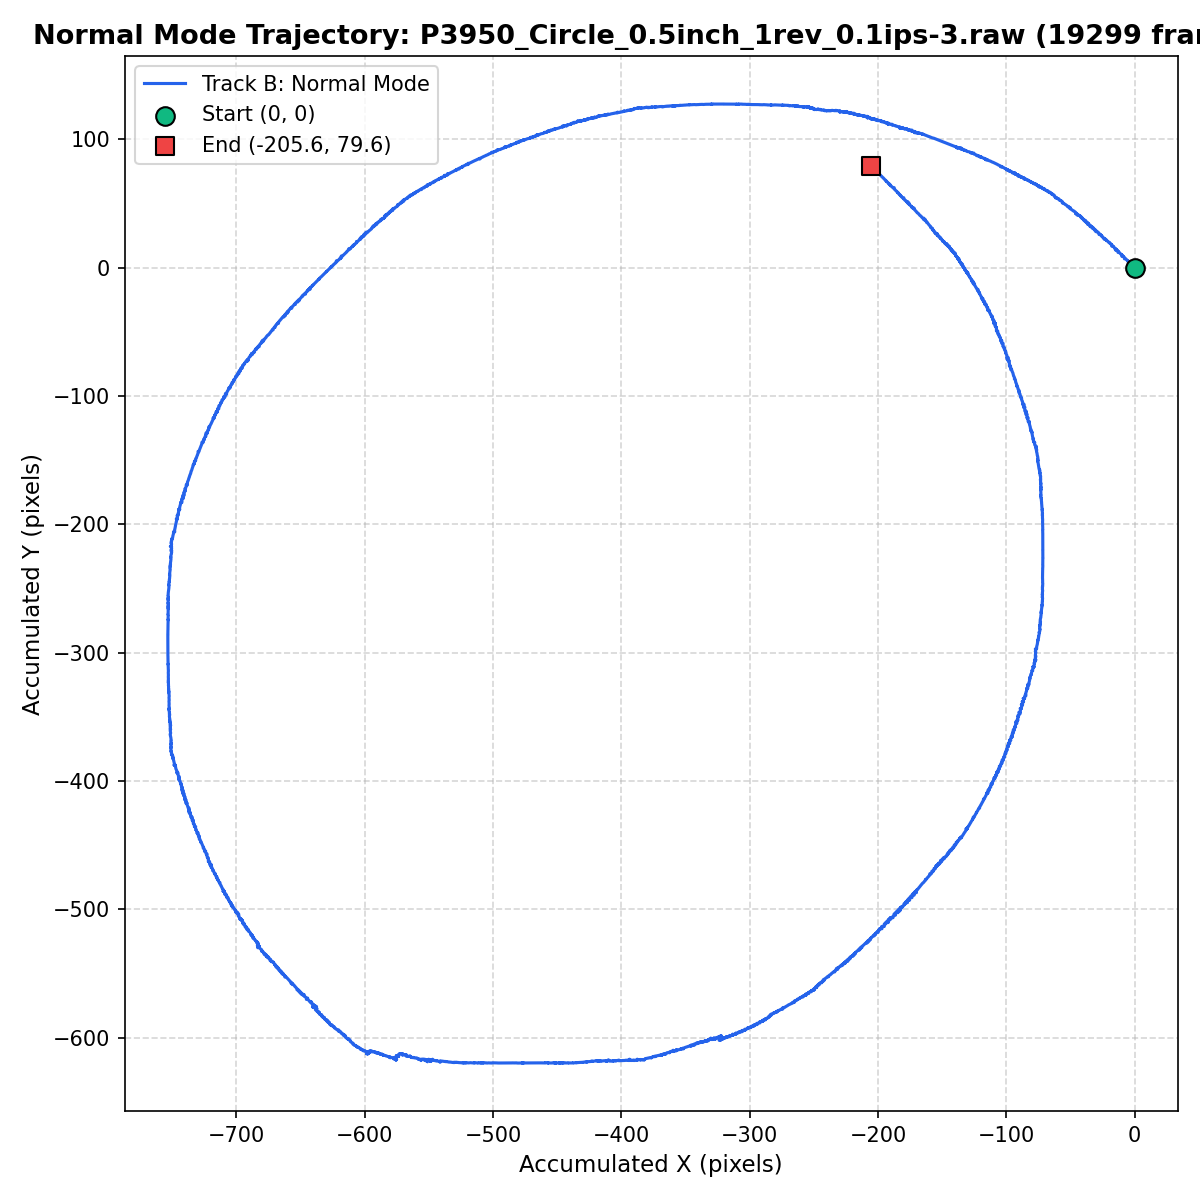 Normal Mode Trajectory: P3950_Circle_0.5inch_1rev_0.1ips-3.raw (19299
Track B: Normal Mode
Start (0, 0)
End (-205.6, 79.6)
100
0
−100
−200
−300
−400
−500
−600
Accumulated Y (pixels)
−700 −600 −500 −400 −300 −200 −100 0
Accumulated X (pixels)